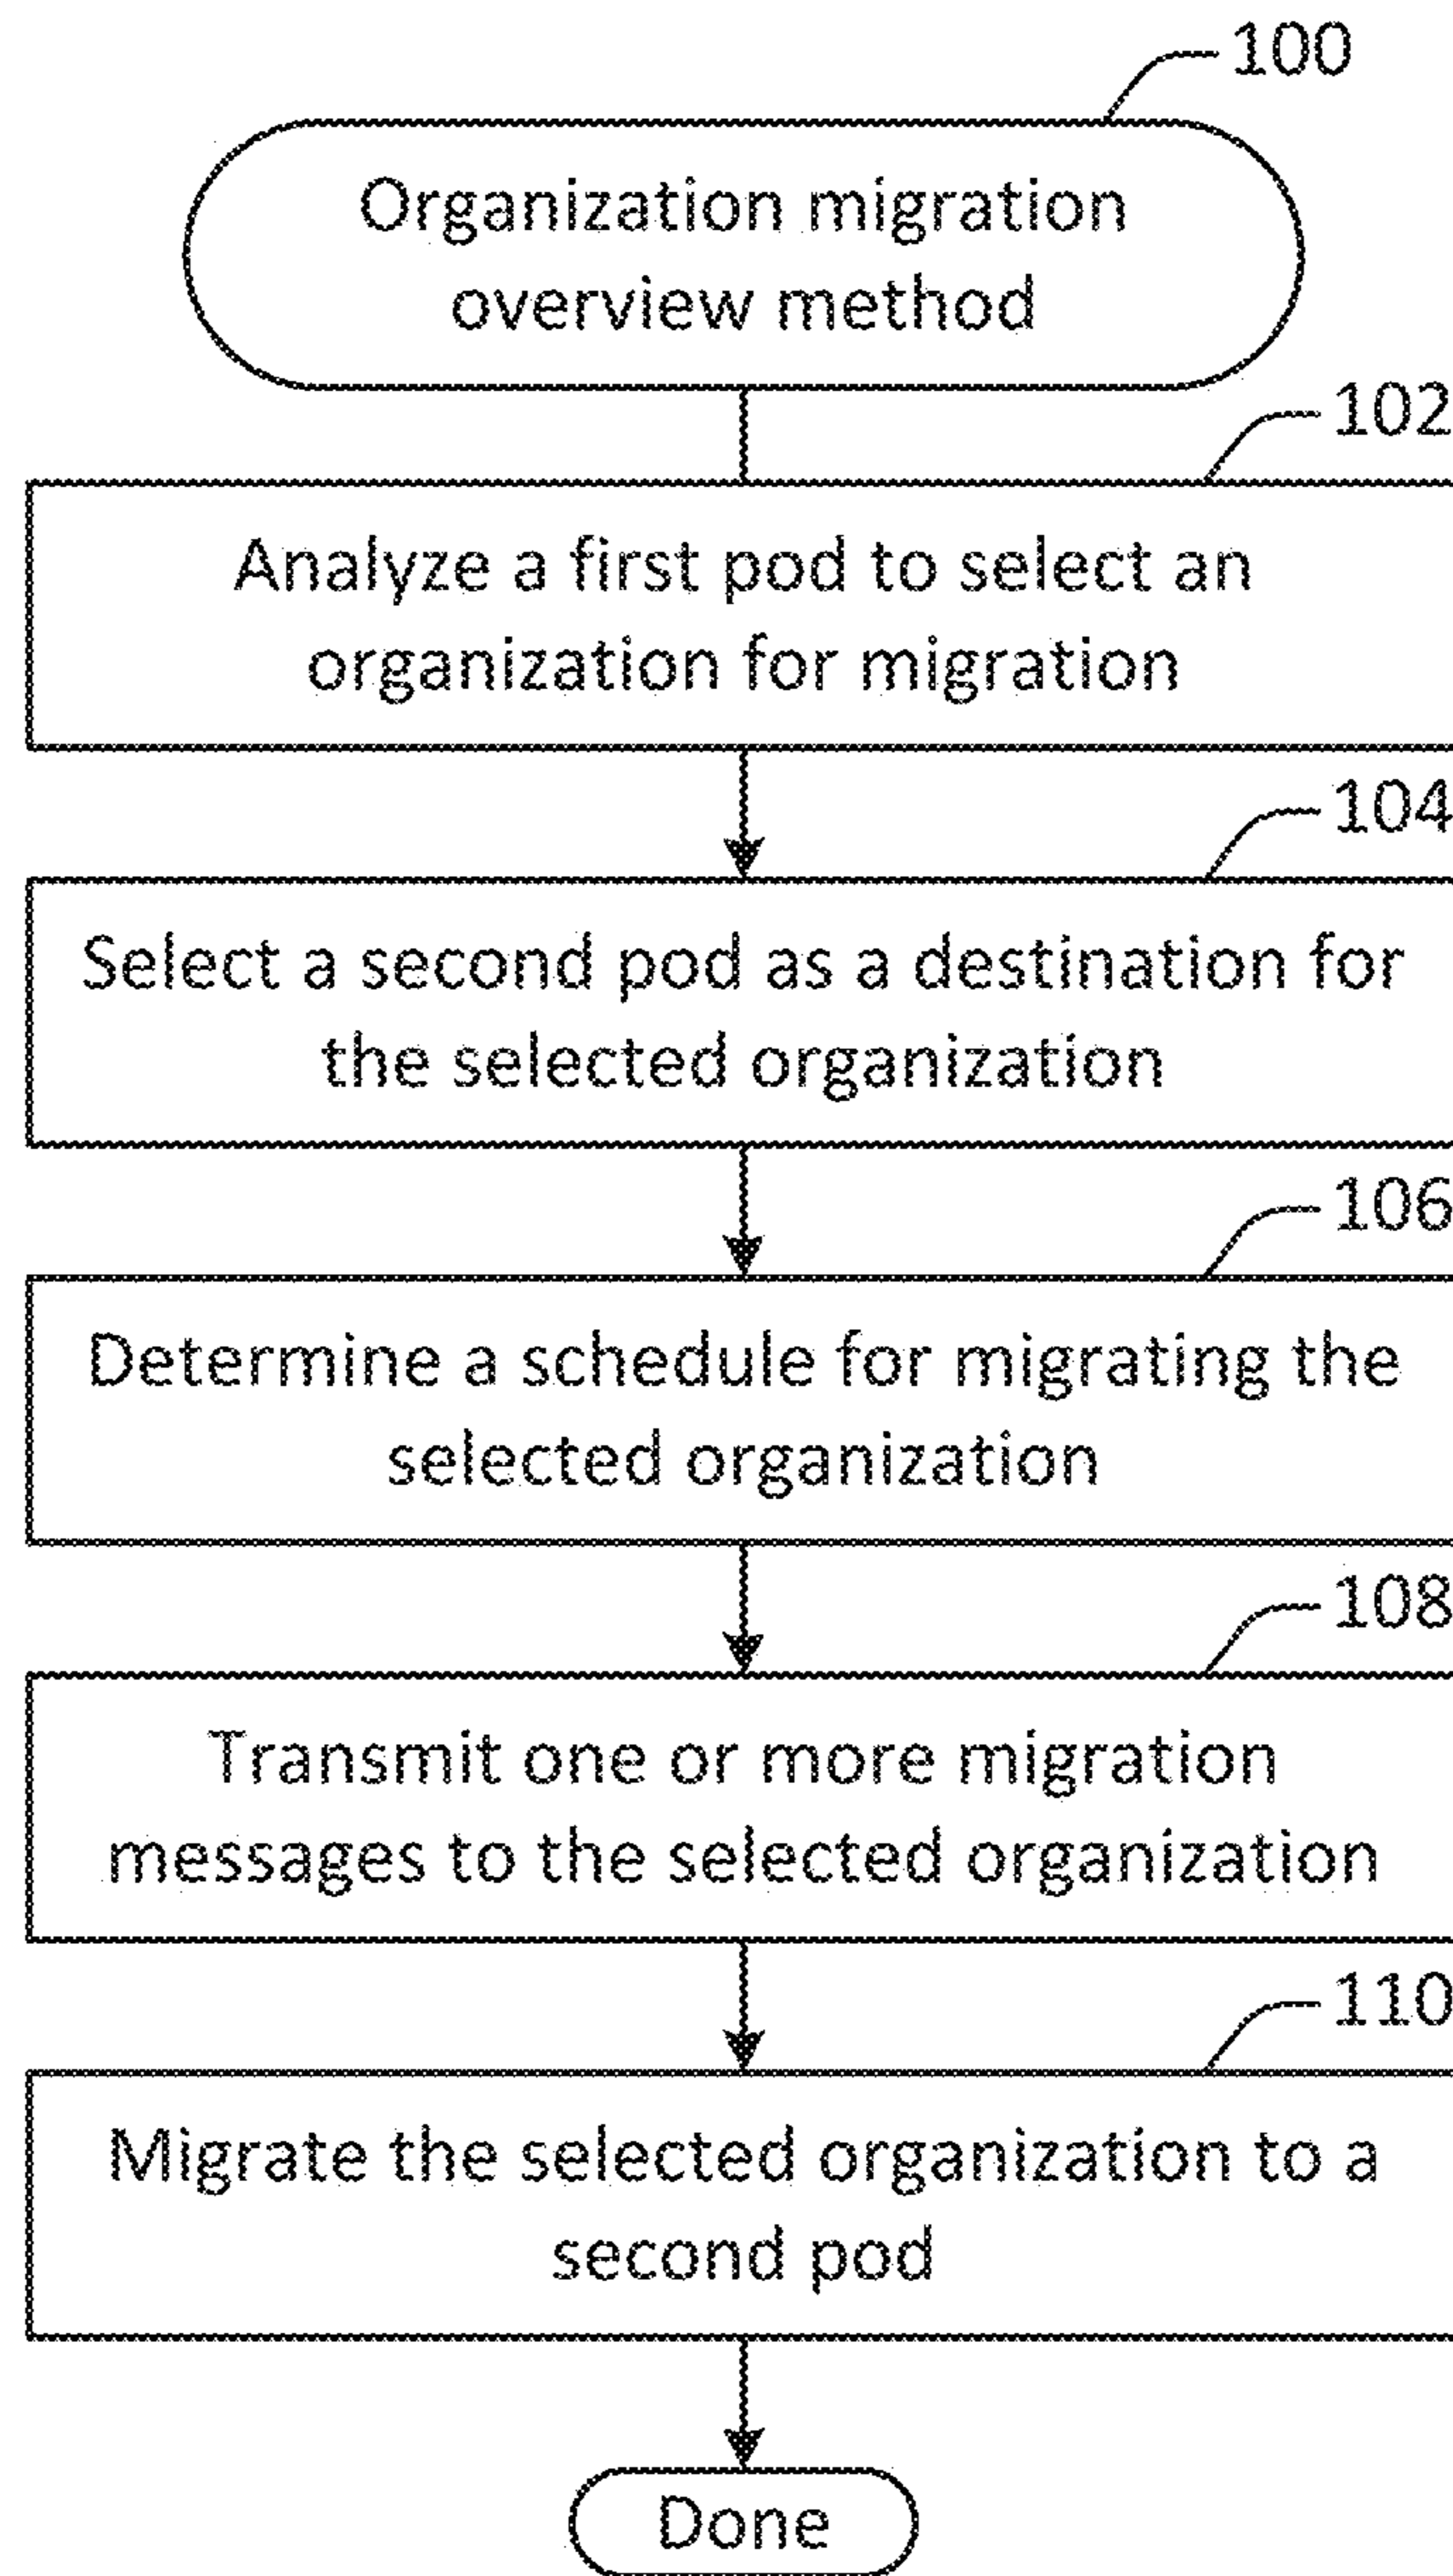 100
Organization migration
overview method
102
Analyze a first pod to select an
organization for migration
104
Select a second pod as a destination for
the selected organization
106
Determine a schedule for migrating the
selected organization
108
Transmit one or more migration
messages to the selected organization
110
Migrate the selected organization to a
second pod
Done